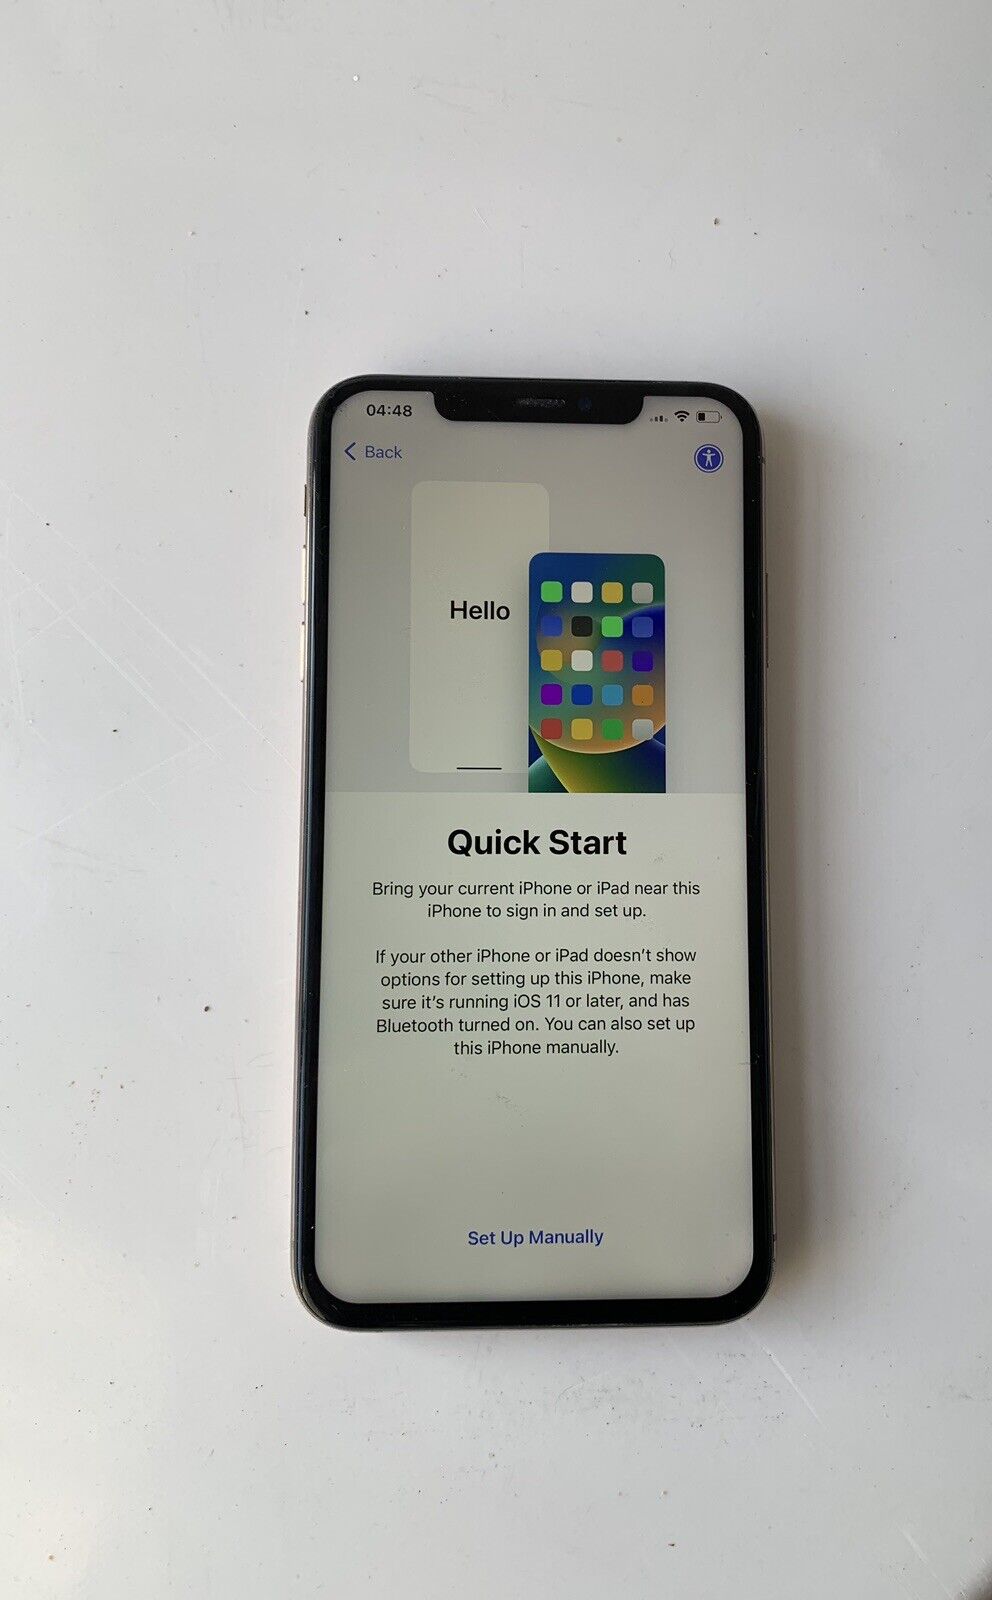 04:48
Back
Hello
Quick Start
Bring your current iPhone or iPad near this
iPhone to sign in and set up.
If your other iPhone or iPad doesn't show
options for setting up this iPhone, make
sure it's running iOS 11 or later, and has
Bluetooth turned on. You can also set up
this iPhone manually.
Set Up Manually